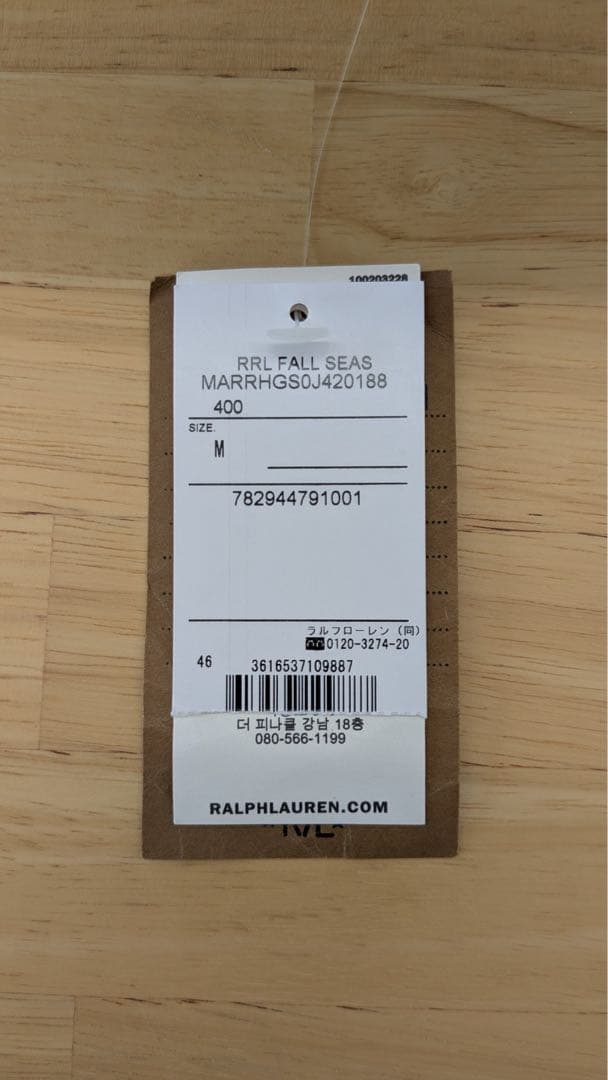 100203228
RRL FALL SEAS
MARRHGS0J420188
400
SIZE.
M
782944791001
ラルフローレン (同)
0120-3274-20
46
3616537109887
더 피나클 강남 18층
080-566-1199
RALPHLAUREN.COM